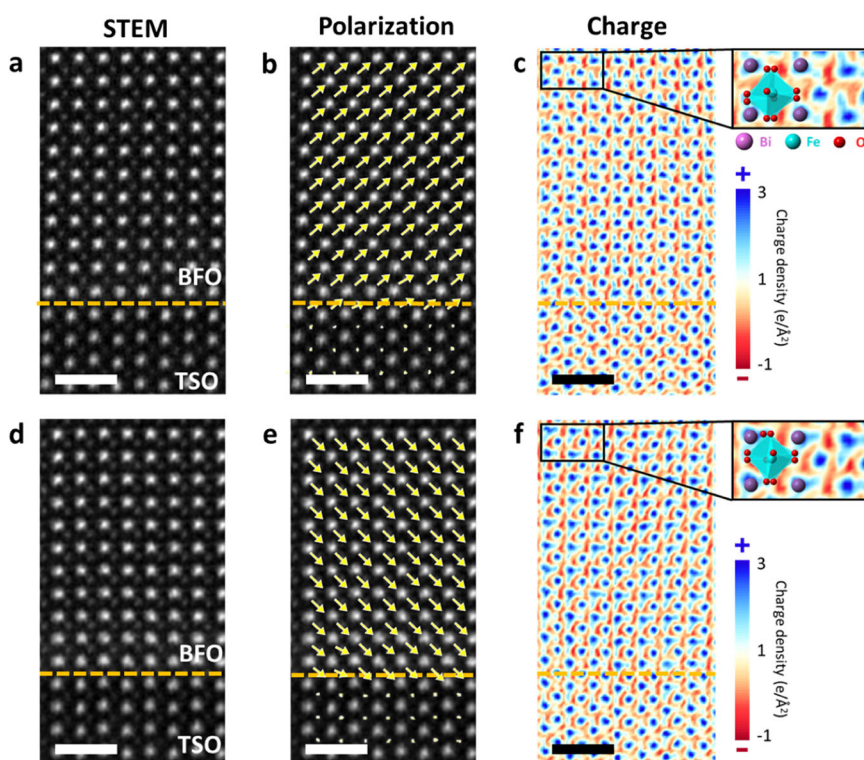 STEM Polarization Charge
a b c
Bi Fe O
+
3
1
-1
−
Charge density (e/Å²)
BFO
TSO
d e f
+
3
1
-1
−
Charge density (e/Å²)
BFO
TSO